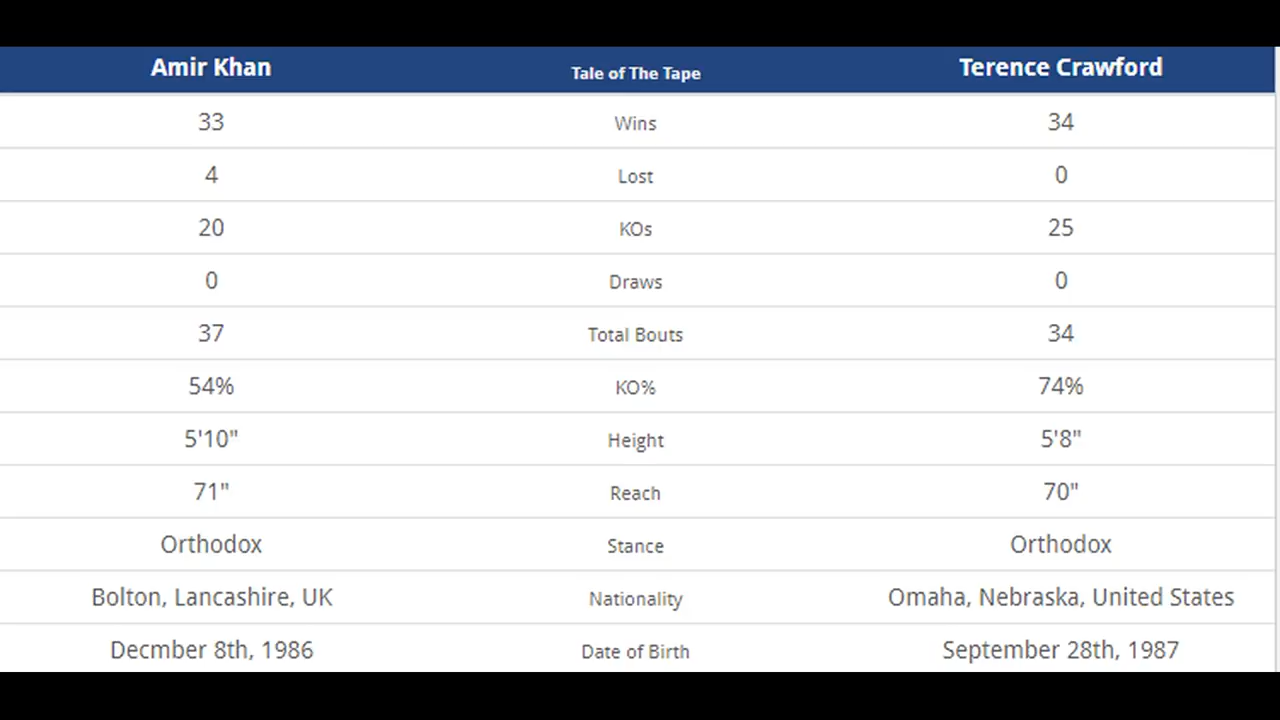 Amir Khan Tale of The Tape Terence Crawford
33 Wins 34
4 Lost 0
20 KOs 25
0 Draws 0
37 Total Bouts 34
54% KO% 74%
5'10" Height 5'8"
71" Reach 70"
Orthodox Stance Orthodox
Bolton, Lancashire, UK Nationality Omaha, Nebraska, United States
Decmber 8th, 1986 Date of Birth September 28th, 1987